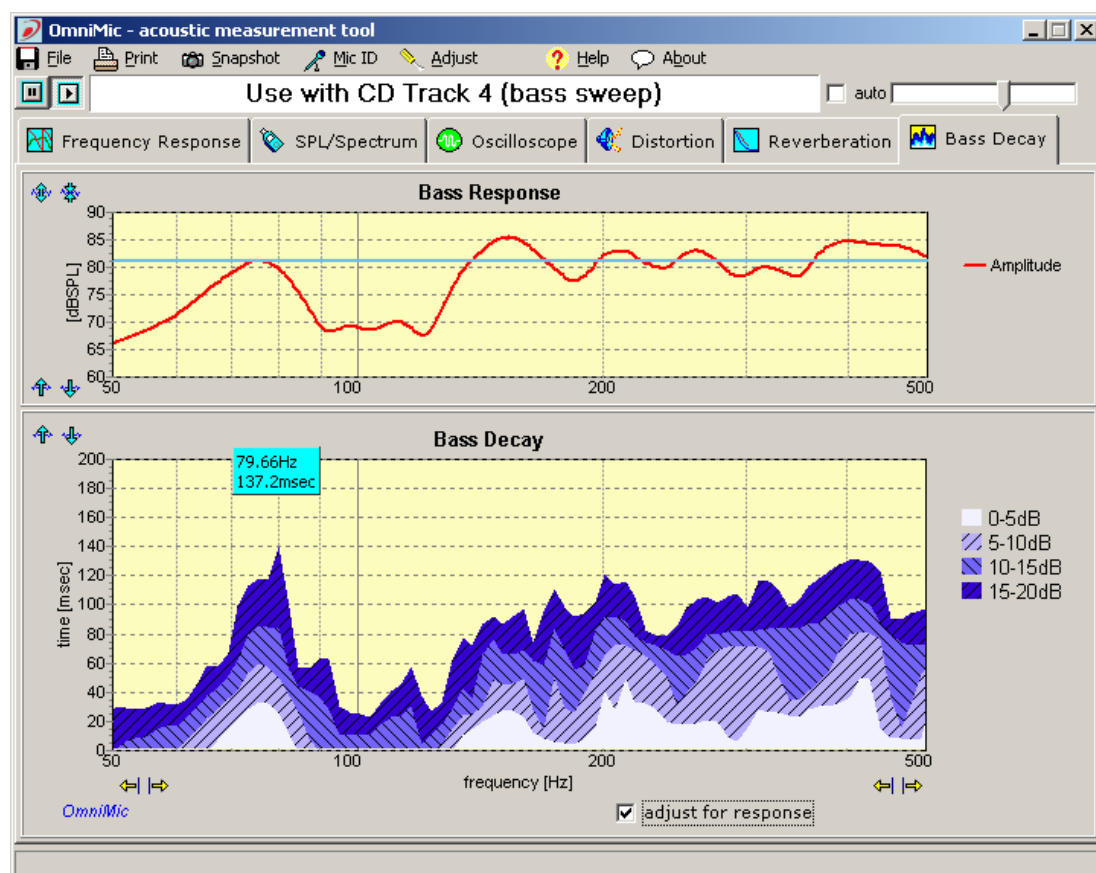 OmniMic - acoustic measurement tool
File Print Snapshot Mic ID Adjust Help About
Use with CD Track 4 (bass sweep) auto
Frequency Response SPL/Spectrum Oscilloscope Distortion Reverberation Bass Decay
Bass Response
90
85
80
75
70
65
60
[dBSPL]
50 100 200 500
Amplitude
Bass Decay
79.66Hz
137.2msec
200
180
160
140
120
100
80
60
40
20
0
time [msec]
50 100 200 500
frequency [Hz]
0-5dB
5-10dB
10-15dB
15-20dB
OmniMic
adjust for response